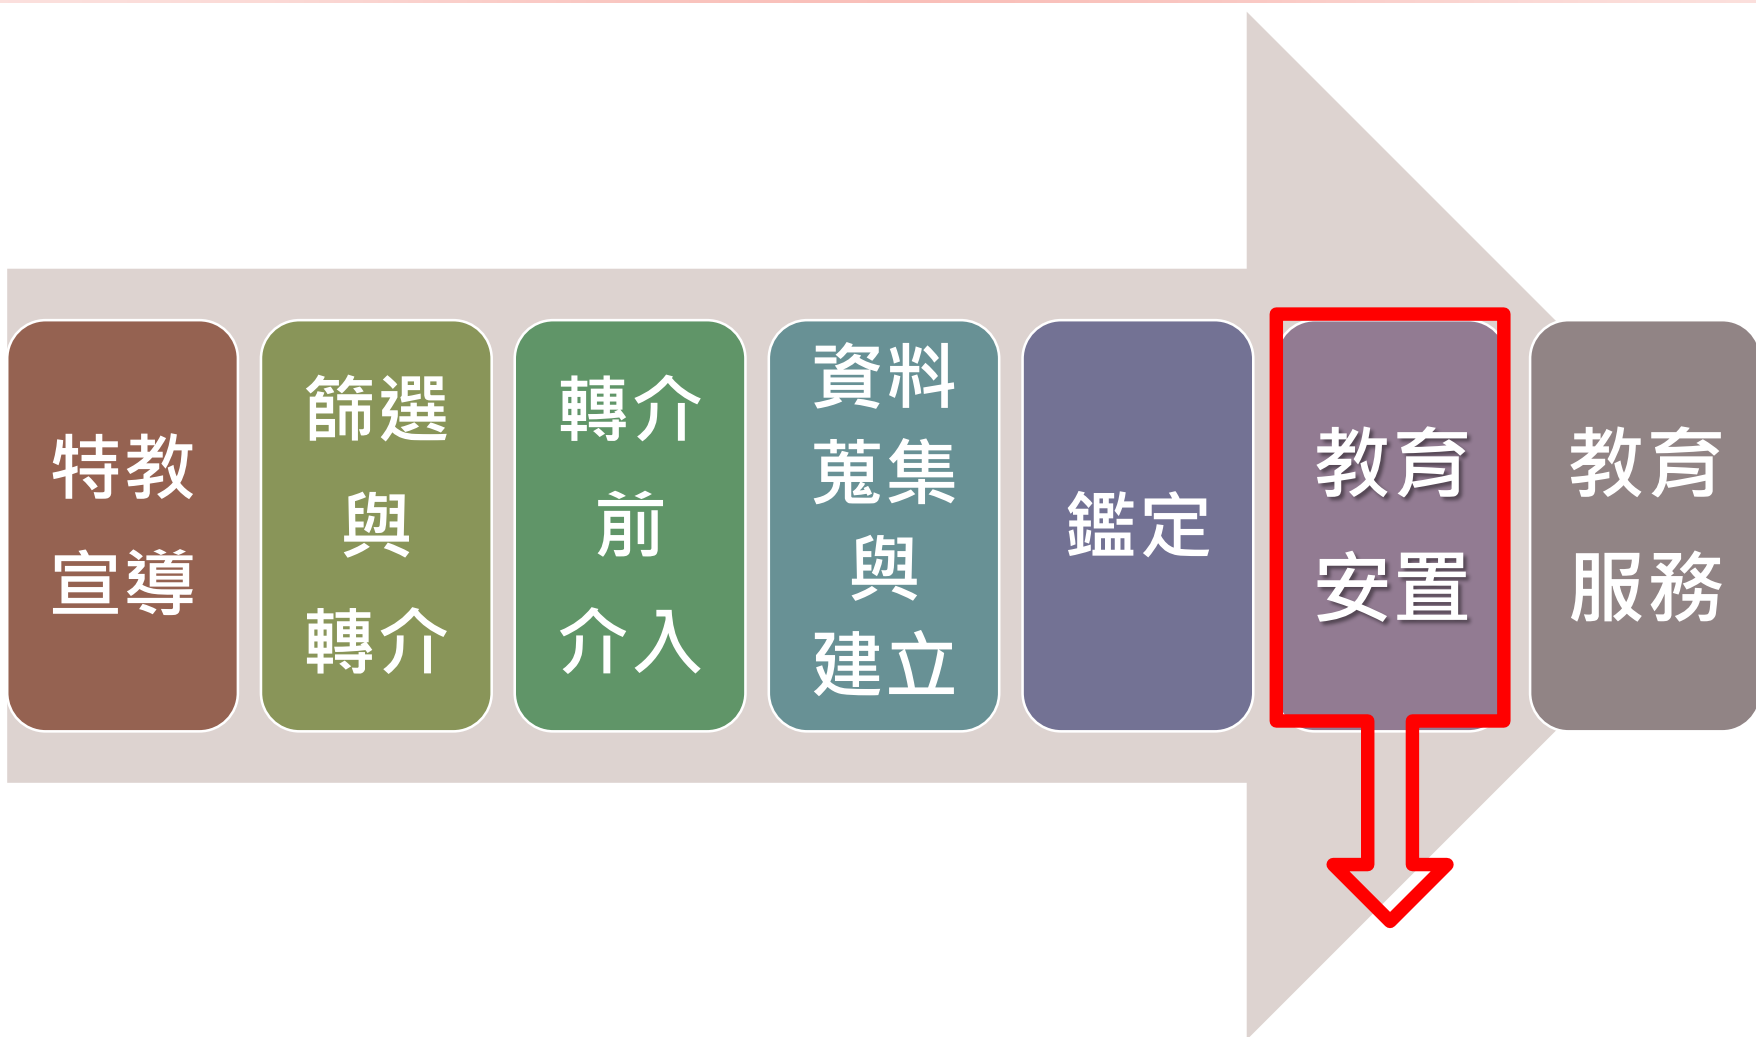 特教
宣導
篩選
與
轉介
轉介
前
介入
資料
蒐集
與
建立
鑑定
教育
安置
教育
服務